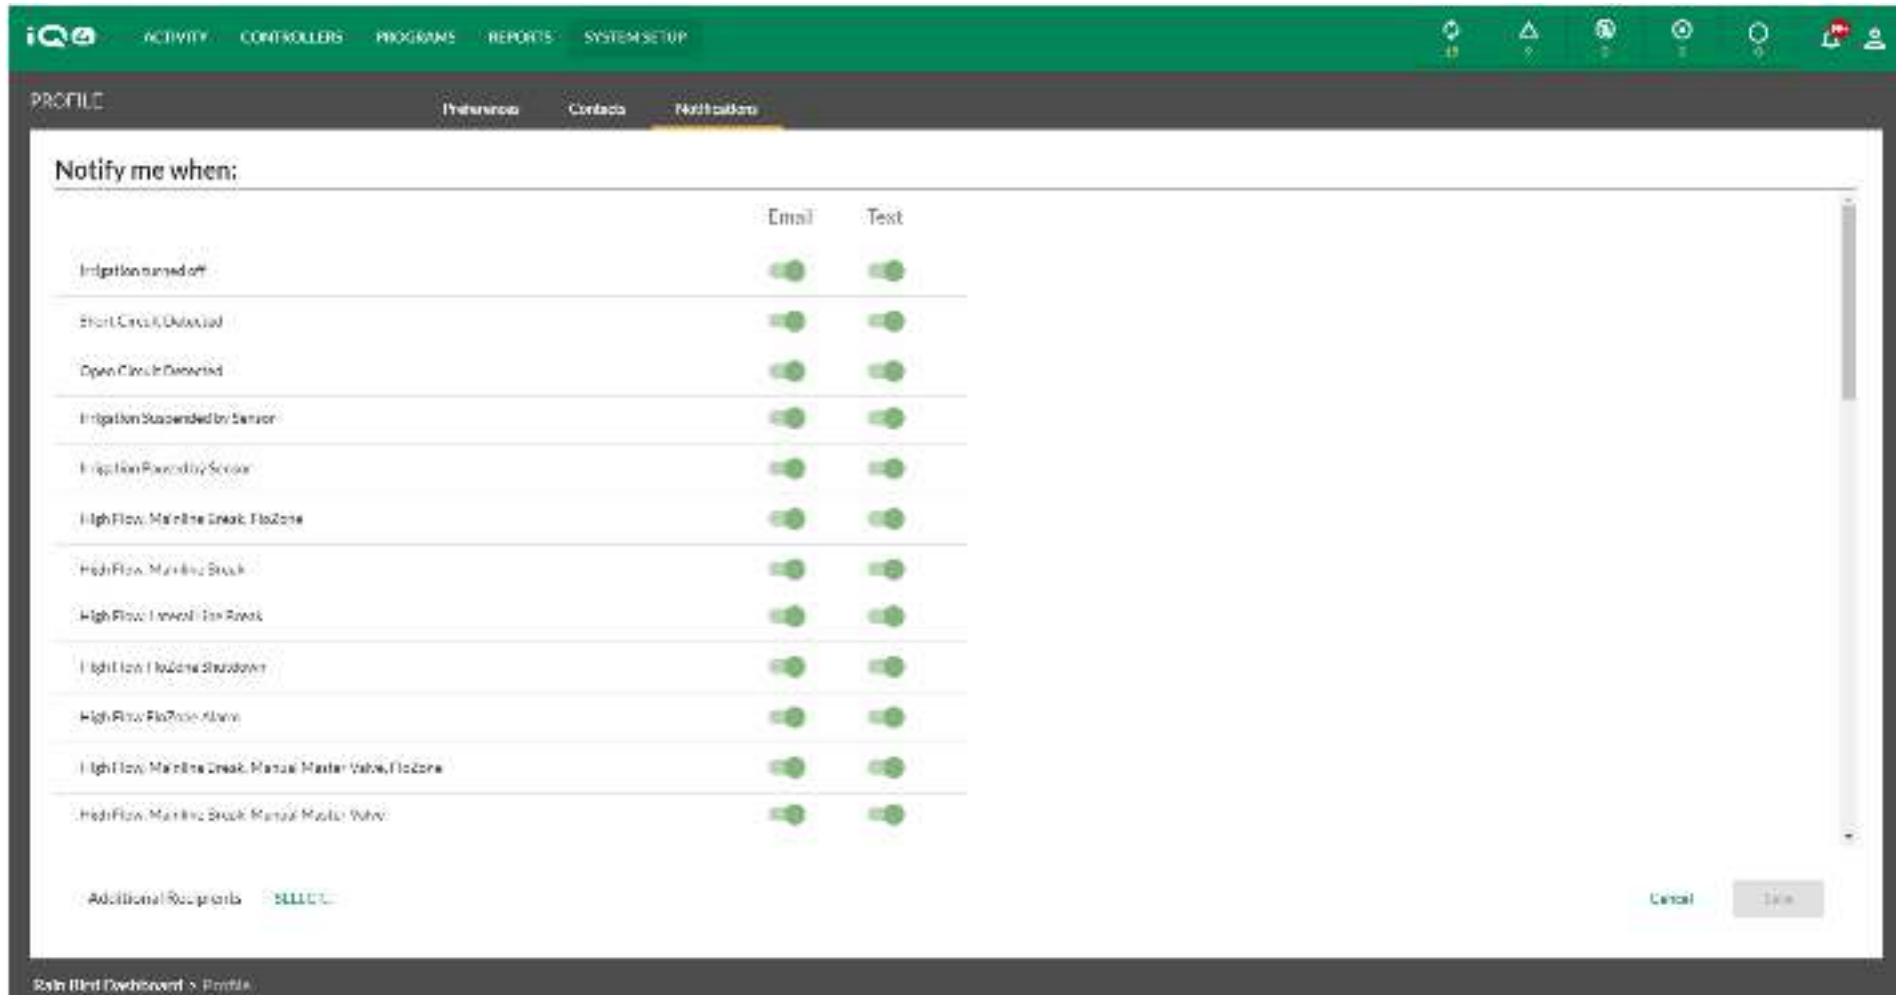 iQ4 ACTIVITY CONTROLLERS PROGRAMS REPORTS SYSTEM SETUP
PROFILE Preferences Contacts Notifications
Notify me when:
Email Text
Irrigation turned off
Short Circuit Detected
Open Circuit Detected
Irrigation Suspended by Sensor
Irrigation Paused by Sensor
High Flow, Mainline Break, FloZone
High Flow, Mainline Break
High Flow, Lateral Line Break
High Flow FloZone Shutdown
High Flow FloZone Alarm
High Flow, Mainline Break, Manual Master Valve, FloZone
High Flow, Mainline Break, Manual Master Valve
Additional Recipients SELECT... Cancel Save
Rain Bird Dashboard > Profile